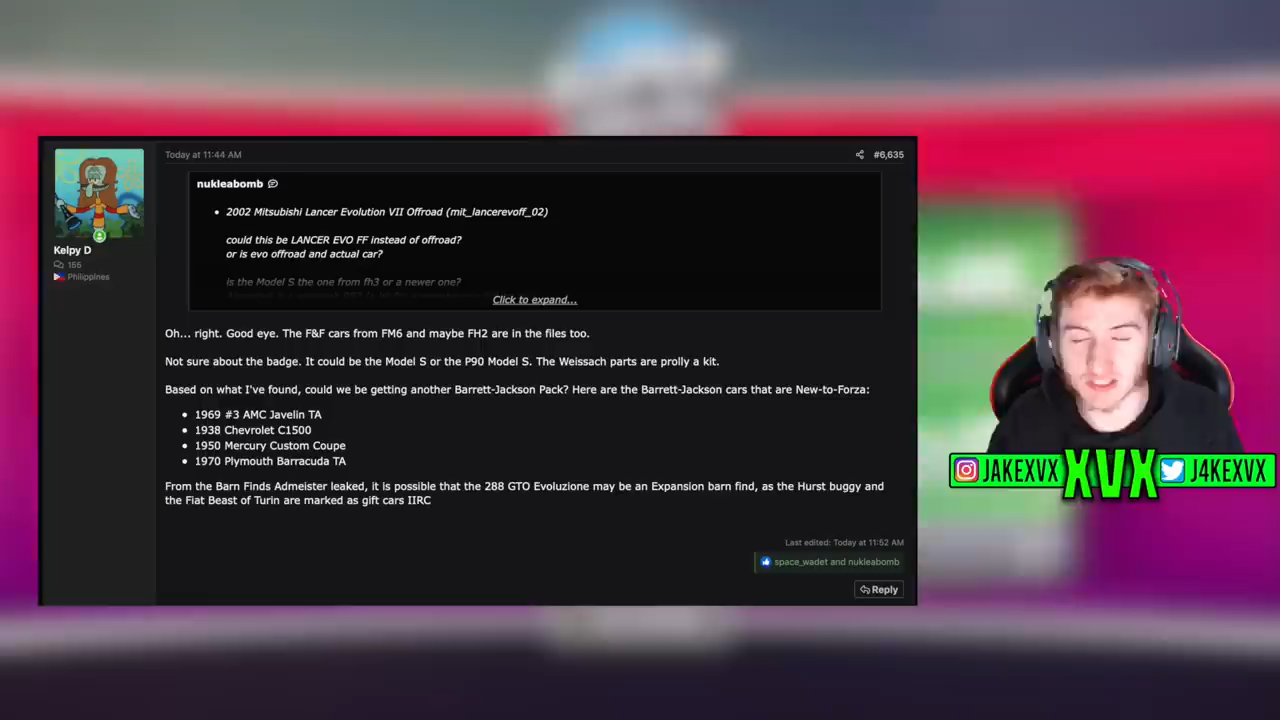 Today at 11:44 AM
#6,635
nukleabomb
2002 Mitsubishi Lancer Evolution VII Offroad (mit_lancerevoff_02)
could this be LANCER EVO FF instead of offroad?
or is evo offroad and actual car?
is the Model S the one from fh3 or a newer one?
Click to expand...
Kelpy D
155
Philippines
Oh... right. Good eye. The F&F cars from FM6 and maybe FH2 are in the files too.
Not sure about the badge. It could be the Model S or the P90 Model S. The Weissach parts are prolly a kit.
Based on what I've found, could we be getting another Barrett-Jackson Pack? Here are the Barrett-Jackson cars that are New-to-Forza:
1969 #3 AMC Javelin TA
1938 Chevrolet C1500
1950 Mercury Custom Coupe
1970 Plymouth Barracuda TA
From the Barn Finds Admeister leaked, it is possible that the 288 GTO Evoluzione may be an Expansion barn find, as the Hurst buggy and
the Fiat Beast of Turin are marked as gift cars IIRC
Last edited: Today at 11:52 AM
space_wadet and nukleabomb
Reply
JAKEXVX XVX J4KEXVX